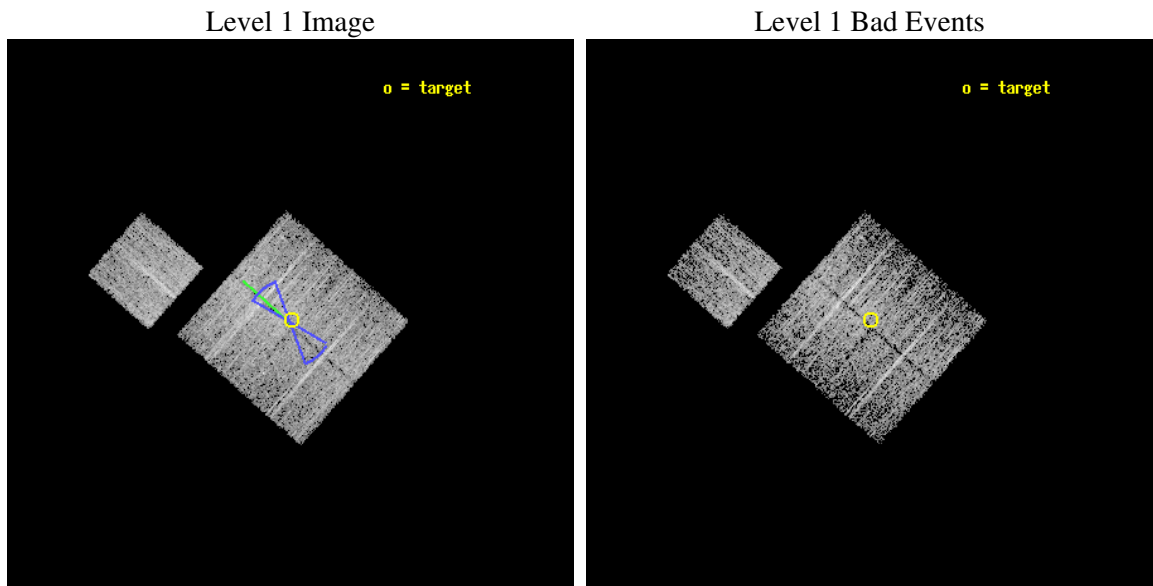 Level 1 Image
Level 1 Bad Events
o = target
o = target